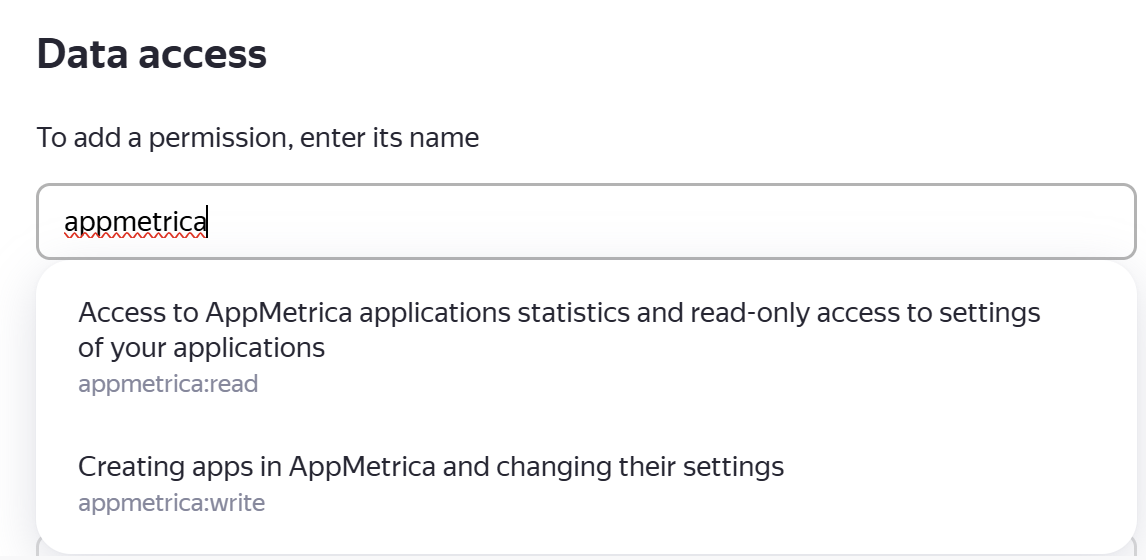 Data access
To add a permission, enter its name
appmetrica
Access to AppMetrica applications statistics and read-only access to settings
of your applications
appmetrica:read
Creating apps in AppMetrica and changing their settings
appmetrica:write